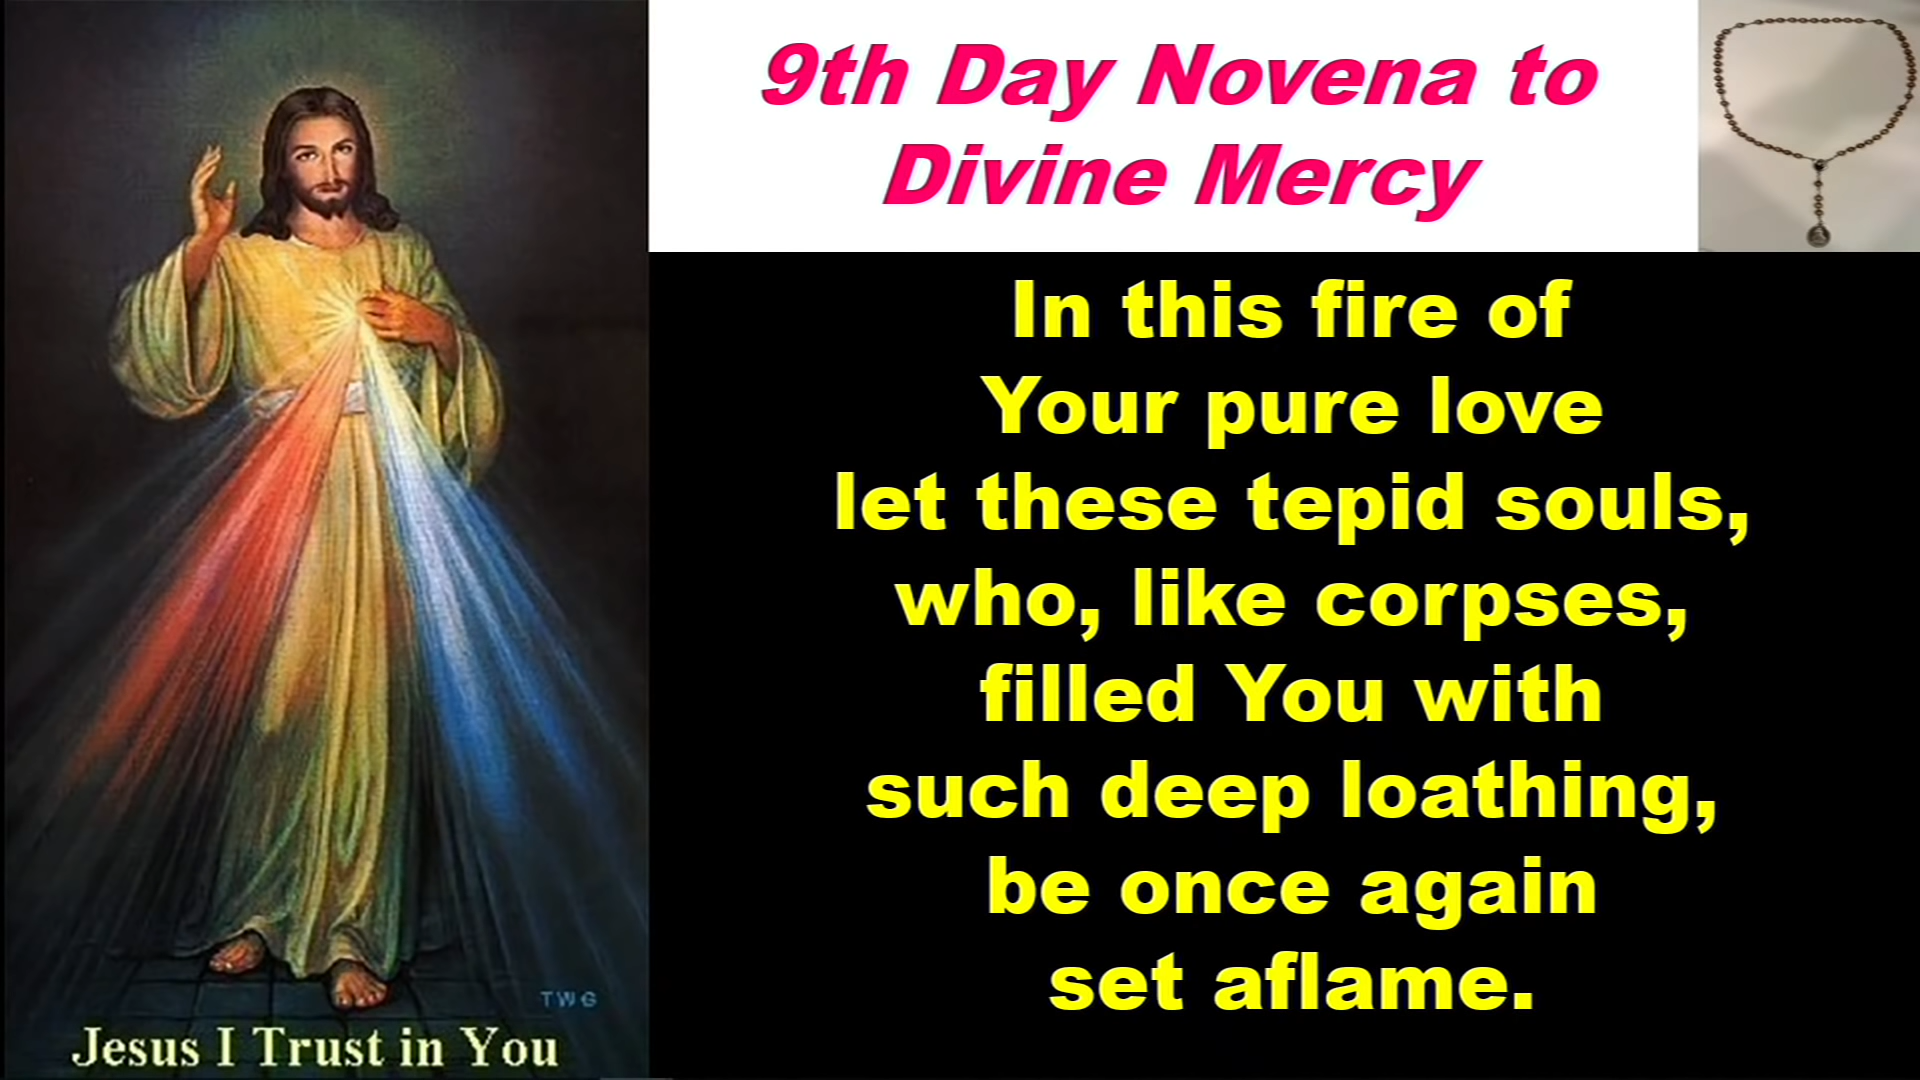 9th Day Novena to
Divine Mercy
In this fire of
Your pure love
let these tepid souls,
who, like corpses,
filled You with
such deep loathing,
be once again
set aflame.
TWG
Jesus I Trust in You